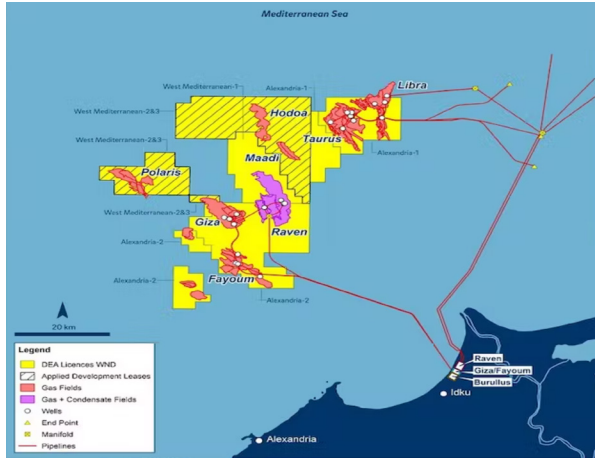 Mediterranean Sea
Libra
West Mediterranean-1
Alexandria-1
Hodoa
West Mediterranean-2&3
Taurus
West Mediterranean-2&3
Alexandria-1
Maadi
Polaris
West Mediterranean-2&3
Giza
Raven
Alexandria-2
Alexandria-2
Fayoum
Alexandria-2
20 km
Legend
DEA Licences WND
Applied Development Leases
Gas Fields
Gas + Condensate Fields
Wells
End Point
Manifold
Pipelines
Raven
Giza/Fayoum
Burullus
Idku
Alexandria